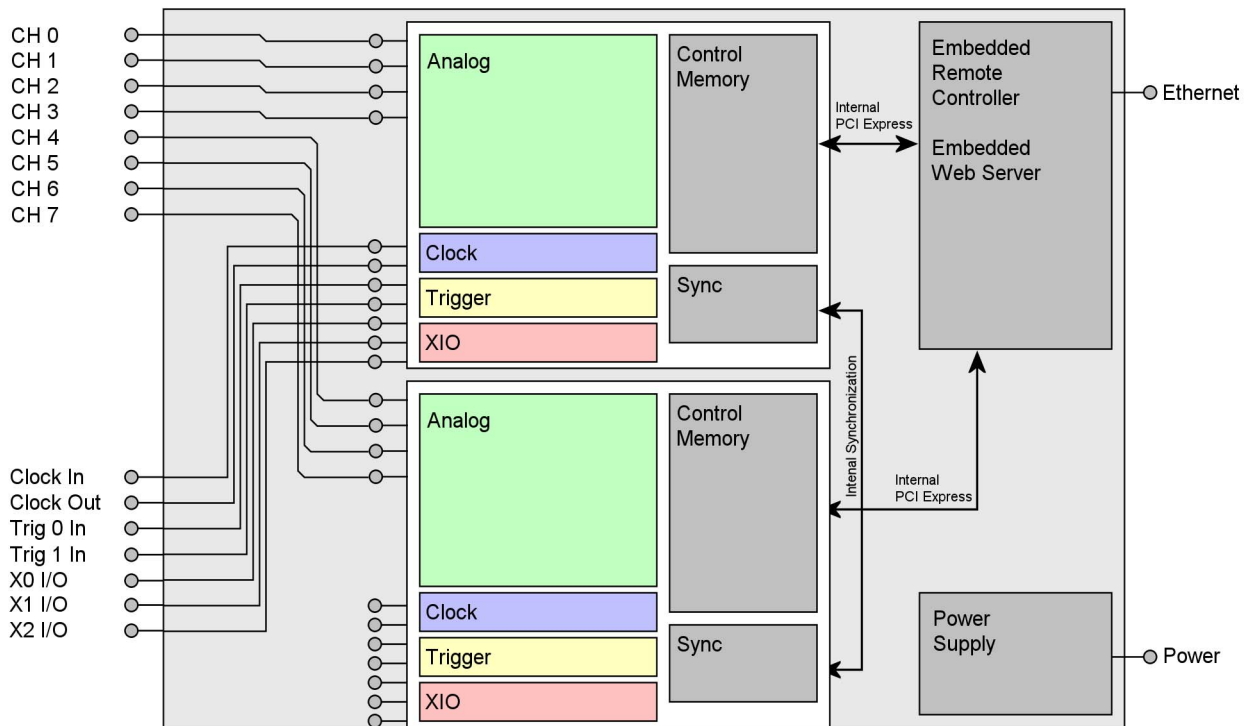 CH 0
CH 1
CH 2
CH 3
CH 4
CH 5
CH 6
CH 7
Clock In
Clock Out
Trig 0 In
Trig 1 In
X0 I/O
X1 I/O
X2 I/O
Analog
Clock
Trigger
XIO
Control
Memory
Sync
Analog
Clock
Trigger
XIO
Control
Memory
Sync
Internal
PCI Express
Intenal Synchronization
Internal
PCI Express
Embedded
Remote
Controller
Embedded
Web Server
Power
Supply
Ethernet
Power